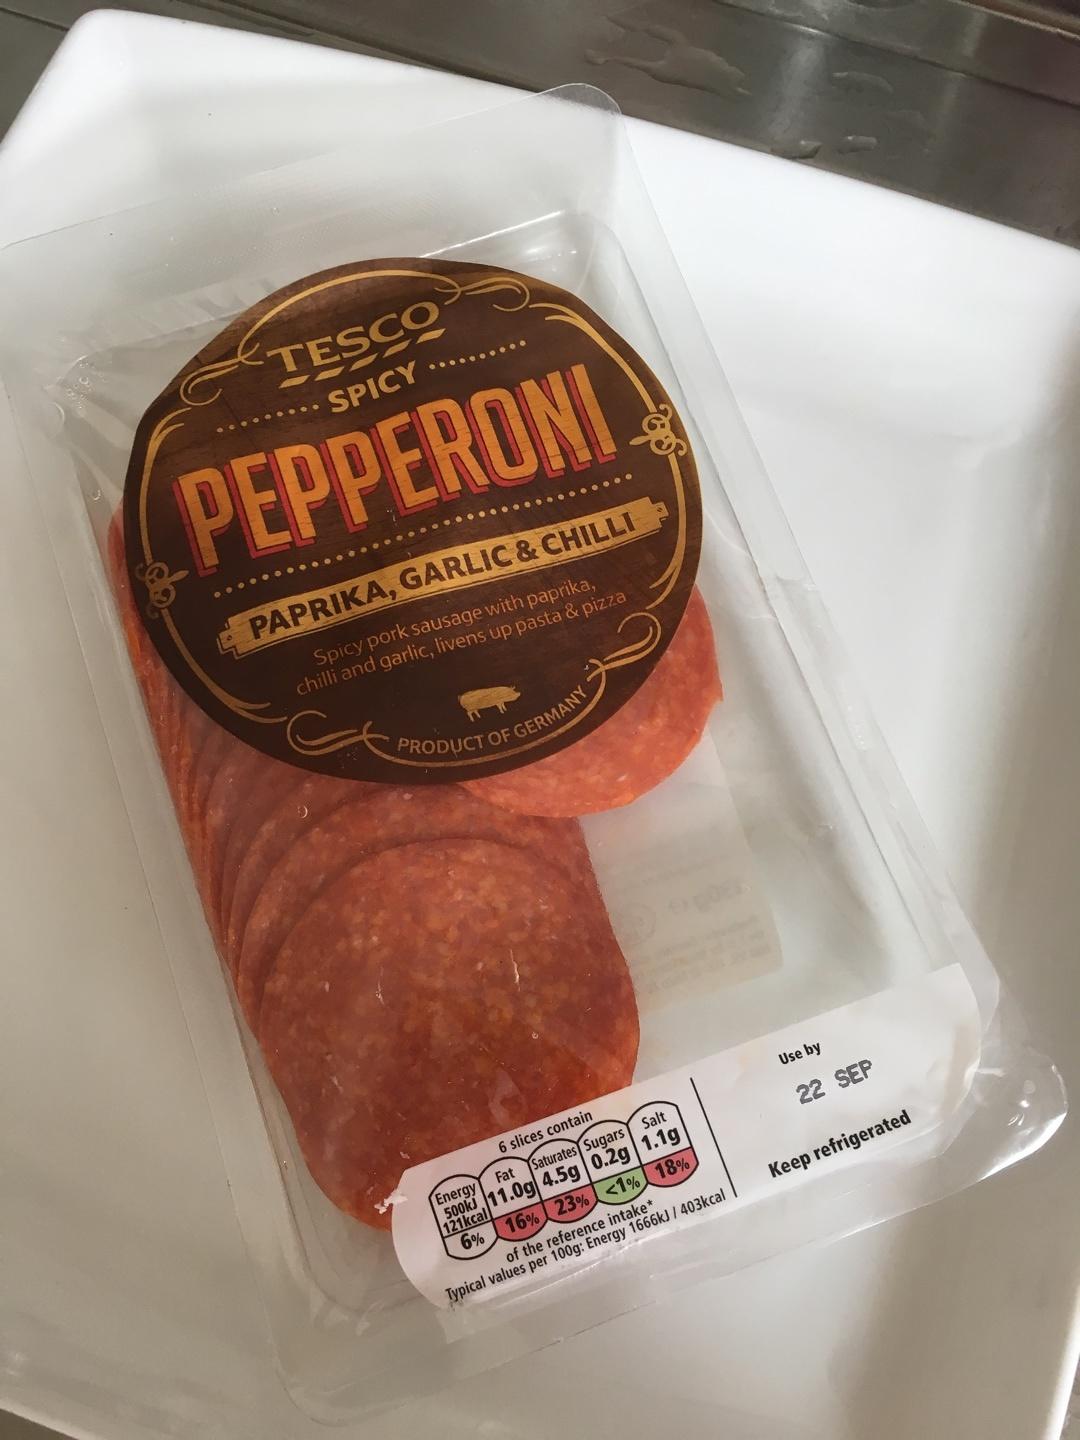 TESCO
SPICY
PEPPERONI
PAPRIKA, GARLIC & CHILLI
Spicy pork sausage with paprika,
chilli and garlic, livens up pasta & pizza
PRODUCT OF GERMANY
Use by
22 SEP
Keep refrigerated
6 slices contain
Energy 500kJ 121kcal 6%
Fat 11.0g 16%
Saturates 4.5g 23%
Sugars 0.2g <1%
Salt 1.1g 18%
of the reference intake*
Typical values per 100g: Energy 1666kJ / 403kcal